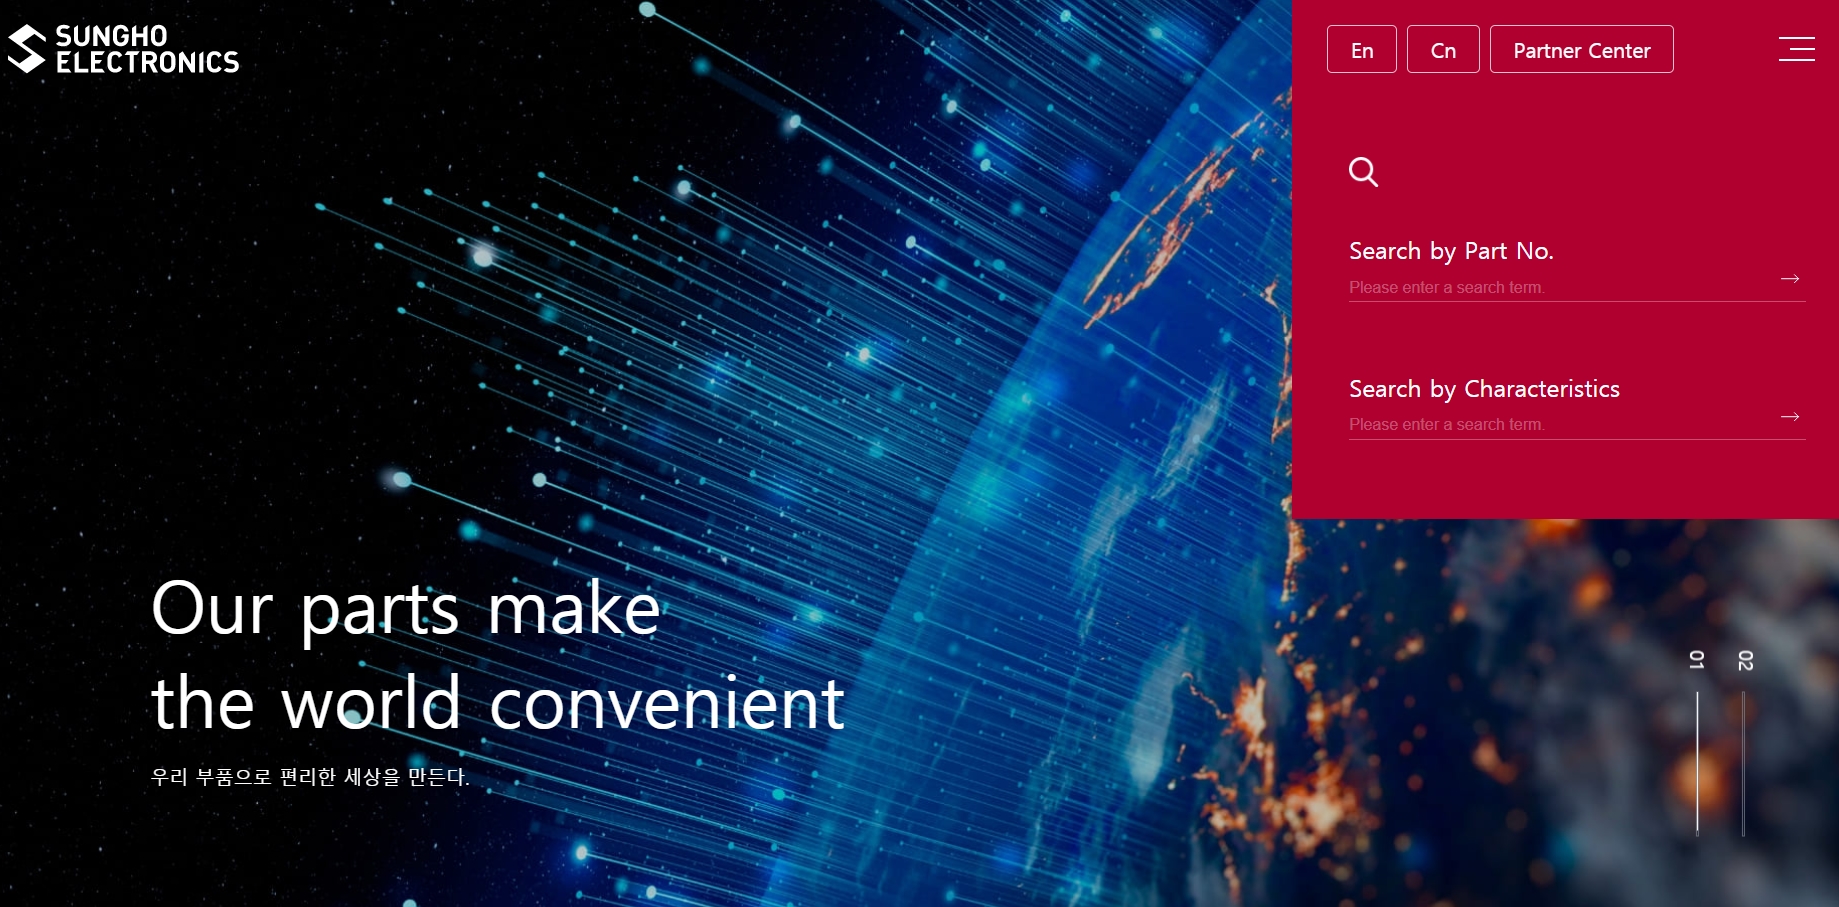 SUNGHO
ELECTRONICS
En
Cn
Partner Center
Search by Part No.
Please enter a search term.
Search by Characteristics
Please enter a search term.
Our parts make
the world convenient
우리 부품으로 편리한 세상을 만든다.
01
02